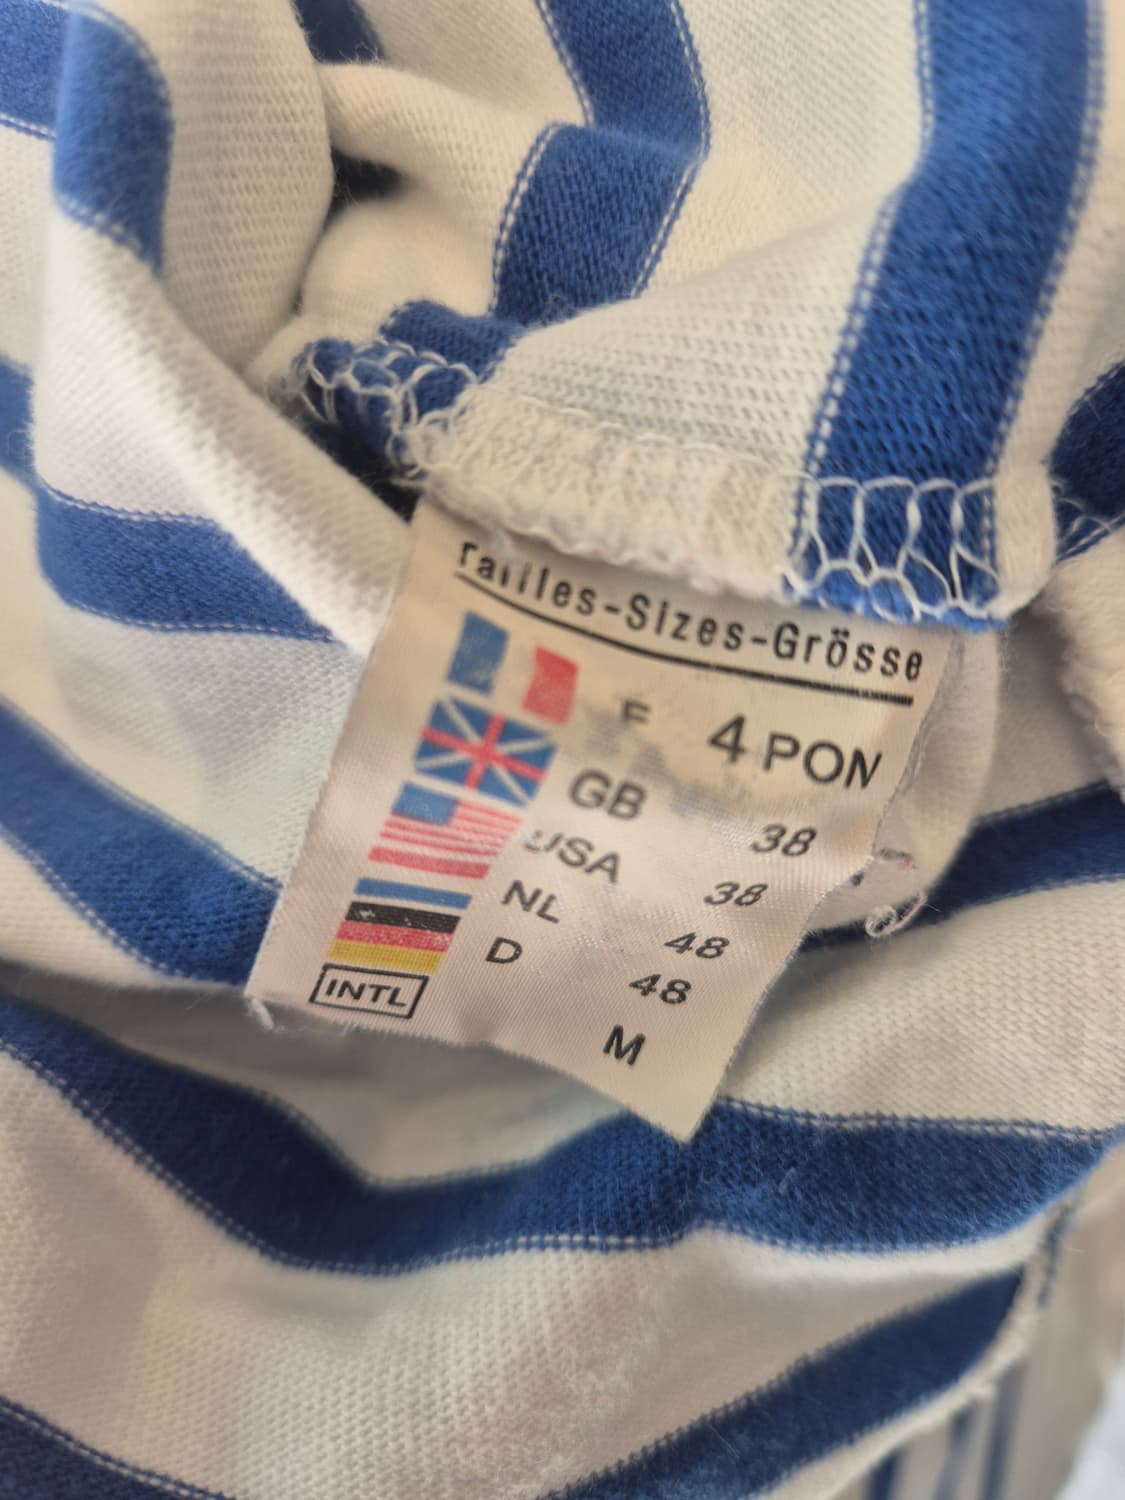 Tailles-Sizes-Grösse
F 4 PON
GB 38
USA 38
NL 48
D 48
INTL M